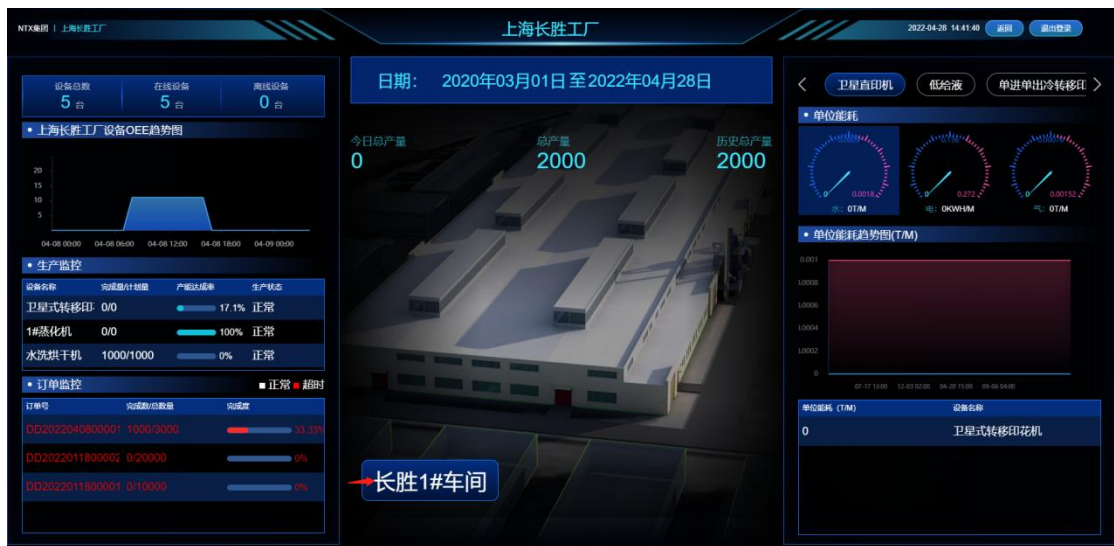 NTX集团 | 上海长胜工厂
上海长胜工厂
2022-04-28 14:41:40 返回 退出登录
设备总数 在线设备 离线设备
5 台 5 台 0 台
• 上海长胜工厂设备OEE趋势图
20
15
10
5
04-08 00:00 04-08 06:00 04-08 12:00 04-08 18:00 04-09 00:00
• 生产监控
设备名称 完成量/计划量 产能达成率 生产状态
卫星式转移印 0/0 17.1% 正常
1#蒸化机 0/0 100% 正常
水洗烘干机 1000/1000 0% 正常
• 订单监控 正常 超时
订单号 完成数/总数量 完成度
DD2022040800001 1000/3000 33.33%
DD2022011800002 0/20000 0%
DD2022011800001 0/10000 0%
日期: 2020年03月01日 至 2022年04月28日
今日总产量 总产量 历史总产量
0 2000 2000
长胜1#车间
卫星直印机 低给液 单进单出冷转移印
• 单位能耗
0 0.0018 0 0.272 0 0.00152
水: 0T/M 电: 0KWH/M 气: 0T/M
• 单位能耗趋势图(T/M)
0.001
1.0008
1.0006
1.0004
1.0002
0
07-17 13:00 12-03 02:00 04-20 15:00 09-06 04:00
单位能耗 (T/M) 设备名称
0 卫星式转移印花机